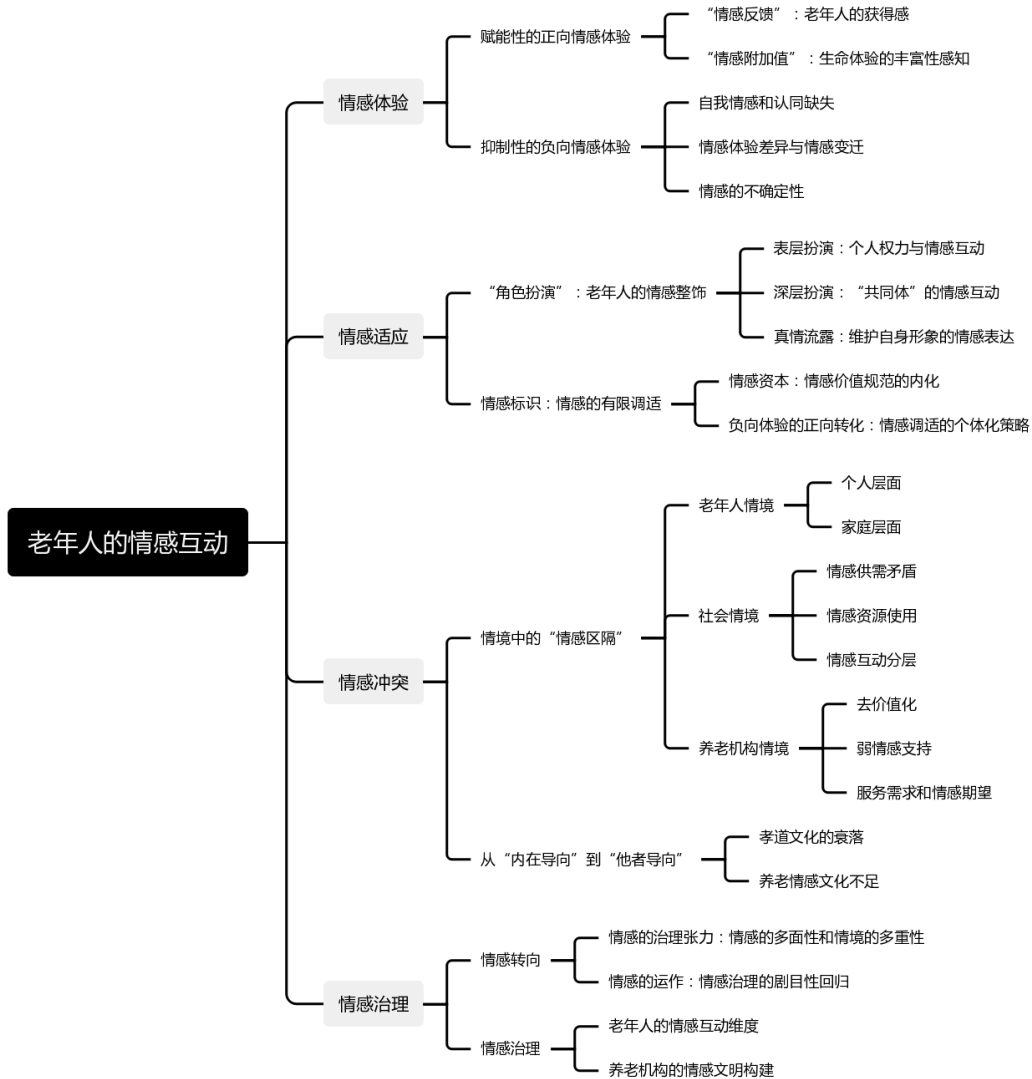 老年人的情感互动
情感体验
赋能性的正向情感体验
“情感反馈”：老年人的获得感
“情感附加值”：生命体验的丰富性感知
抑制性的负向情感体验
自我情感和认同缺失
情感体验差异与情感变迁
情感的不确定性
情感适应
“角色扮演”：老年人的情感整饰
表层扮演：个人权力与情感互动
深层扮演：“共同体”的情感互动
真情流露：维护自身形象的情感表达
情感标识：情感的有限调适
情感资本：情感价值规范的内化
负向体验的正向转化：情感调适的个体化策略
情感冲突
情境中的“情感区隔”
老年人情境
个人层面
家庭层面
社会情境
情感供需矛盾
情感资源使用
情感互动分层
养老机构情境
去价值化
弱情感支持
服务需求和情感期望
从“内在导向”到“他者导向”
孝道文化的衰落
养老情感文化不足
情感治理
情感转向
情感的治理张力：情感的多面性和情境的多重性
情感的运作：情感治理的剧目性回归
情感治理
老年人的情感互动维度
养老机构的情感文明构建